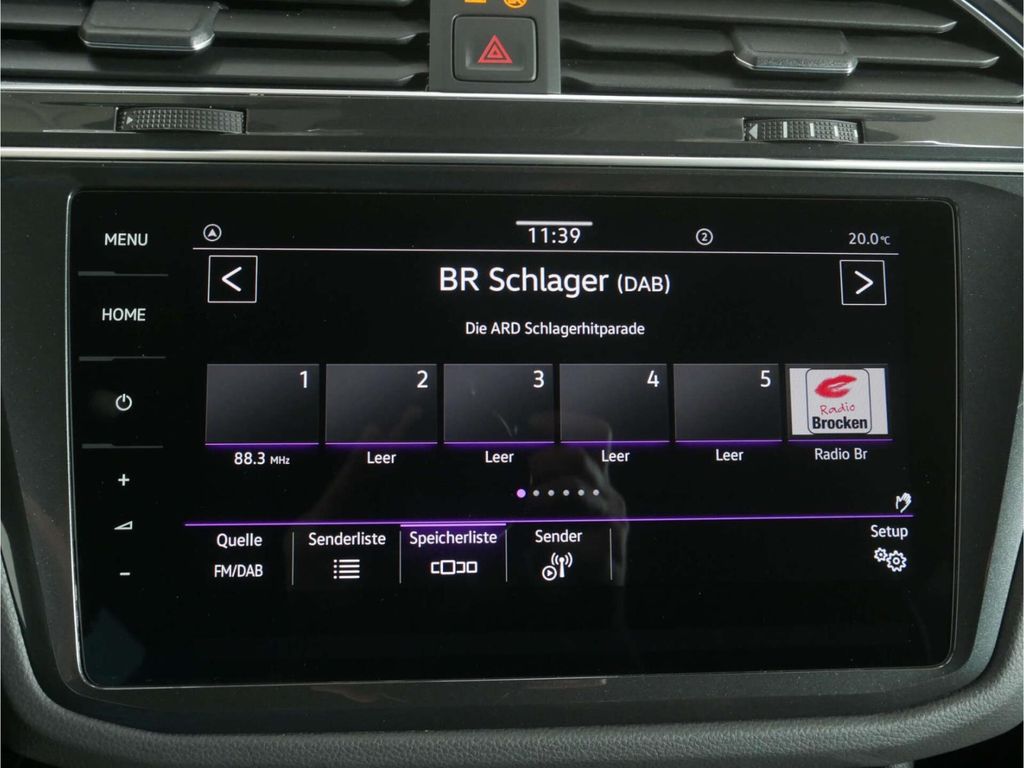 MENU
HOME
+
-
11:39
2
20.0°C
<
BR Schlager (DAB)
>
Die ARD Schlagerhitparade
1
2
3
4
5
Radio
Brocken
88.3 MHz
Leer
Leer
Leer
Leer
Radio Br
Quelle
FM/DAB
Senderliste
Speicherliste
Sender
Setup